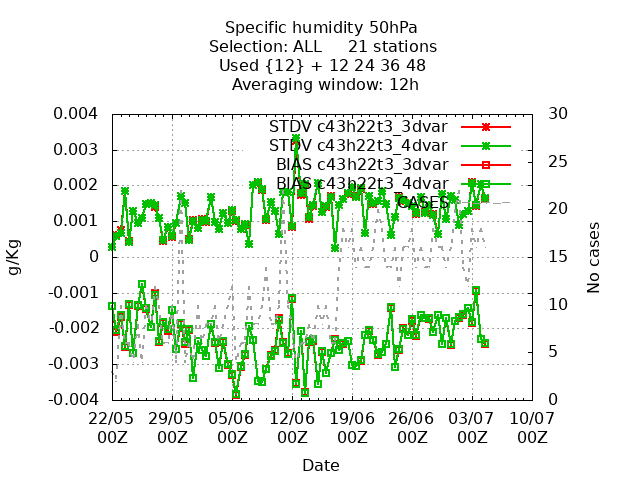 Specific humidity 50hPa
Selection: ALL 21 stations
Used {12} + 12 24 36 48
Averaging window: 12h
STDV c43h22t3_3dvar
STDV c43h22t3_4dvar
BIAS c43h22t3_3dvar
BIAS c43h22t3_4dvar
CASES
0.004
0.003
0.002
0.001
0
-0.001
-0.002
-0.003
-0.004
g/Kg
30
25
20
15
10
5
0
No cases
22/05 29/05 05/06 12/06 19/06 26/06 03/07 10/07
00Z 00Z 00Z 00Z 00Z 00Z 00Z 00Z
Date